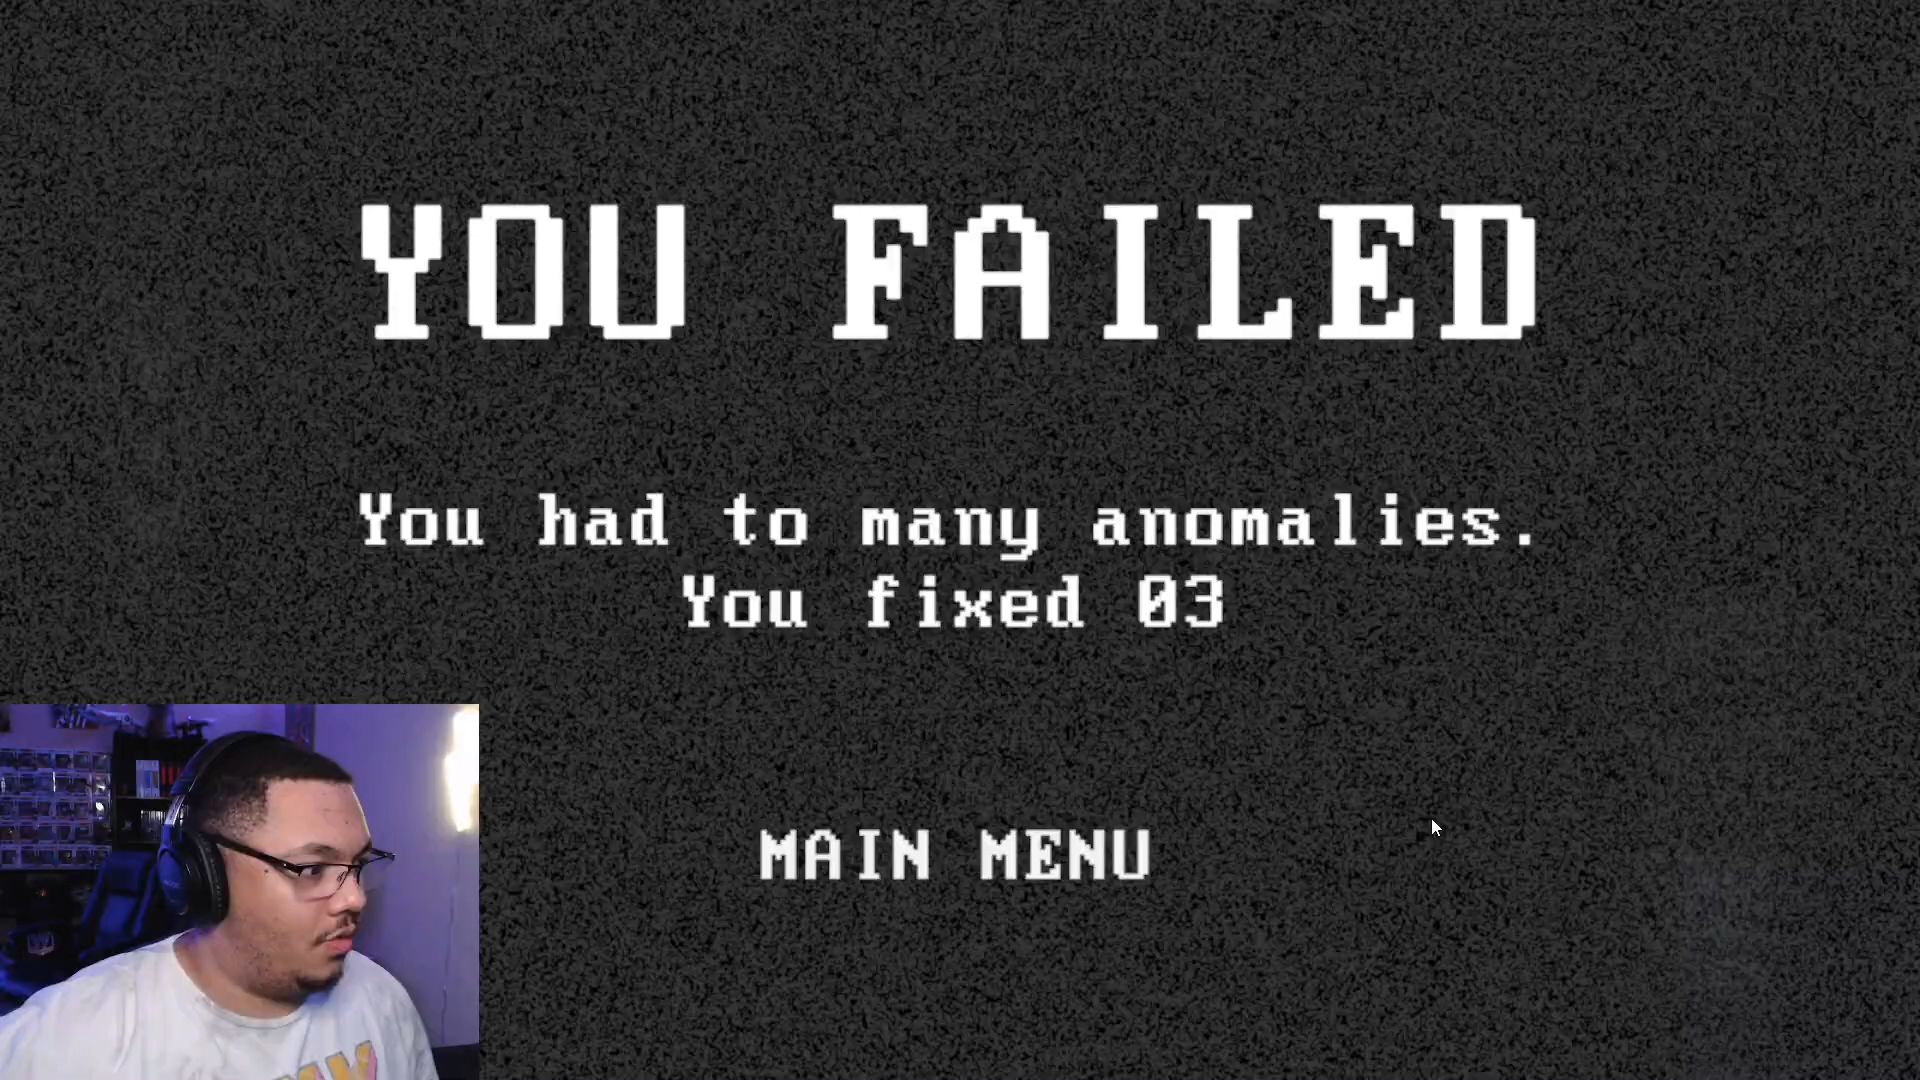 YOU FAILED
You had to many anomalies.
You fixed 03
MAIN MENU